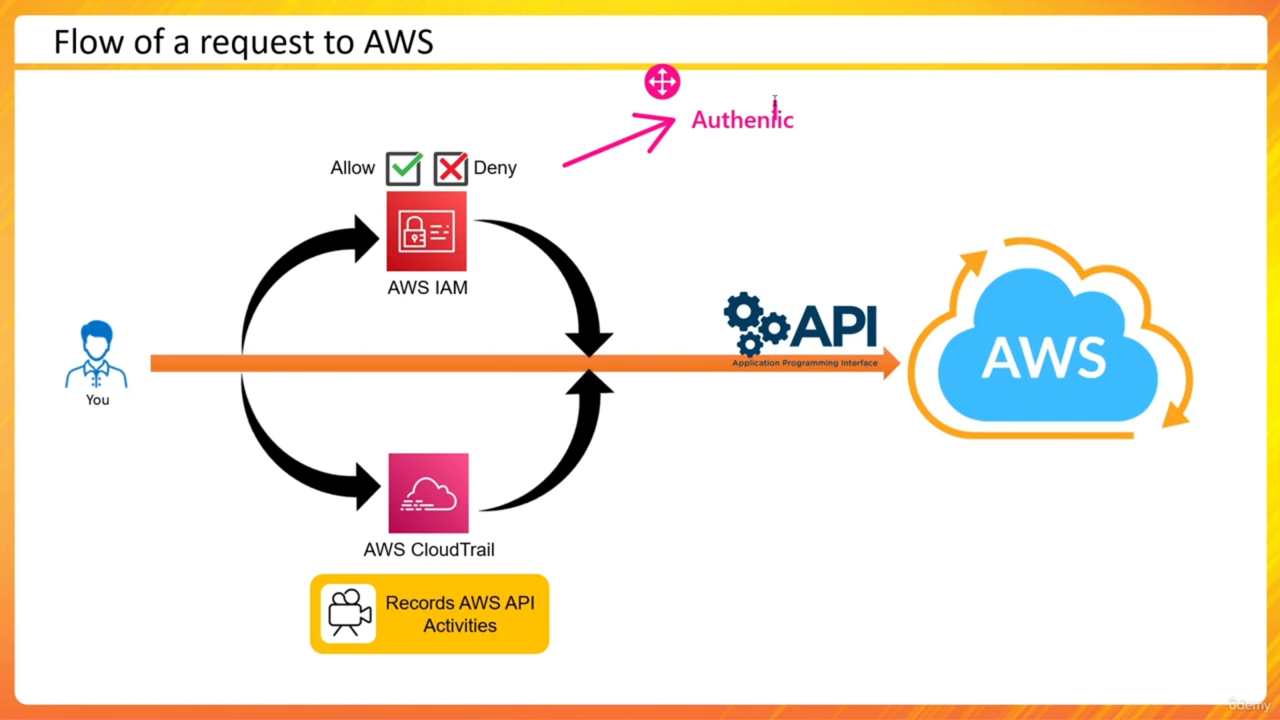 Flow of a request to AWS
Authentic
Allow
Deny
AWS IAM
API
Application Programming Interface
AWS
You
AWS CloudTrail
Records AWS API
Activities
ûdemy